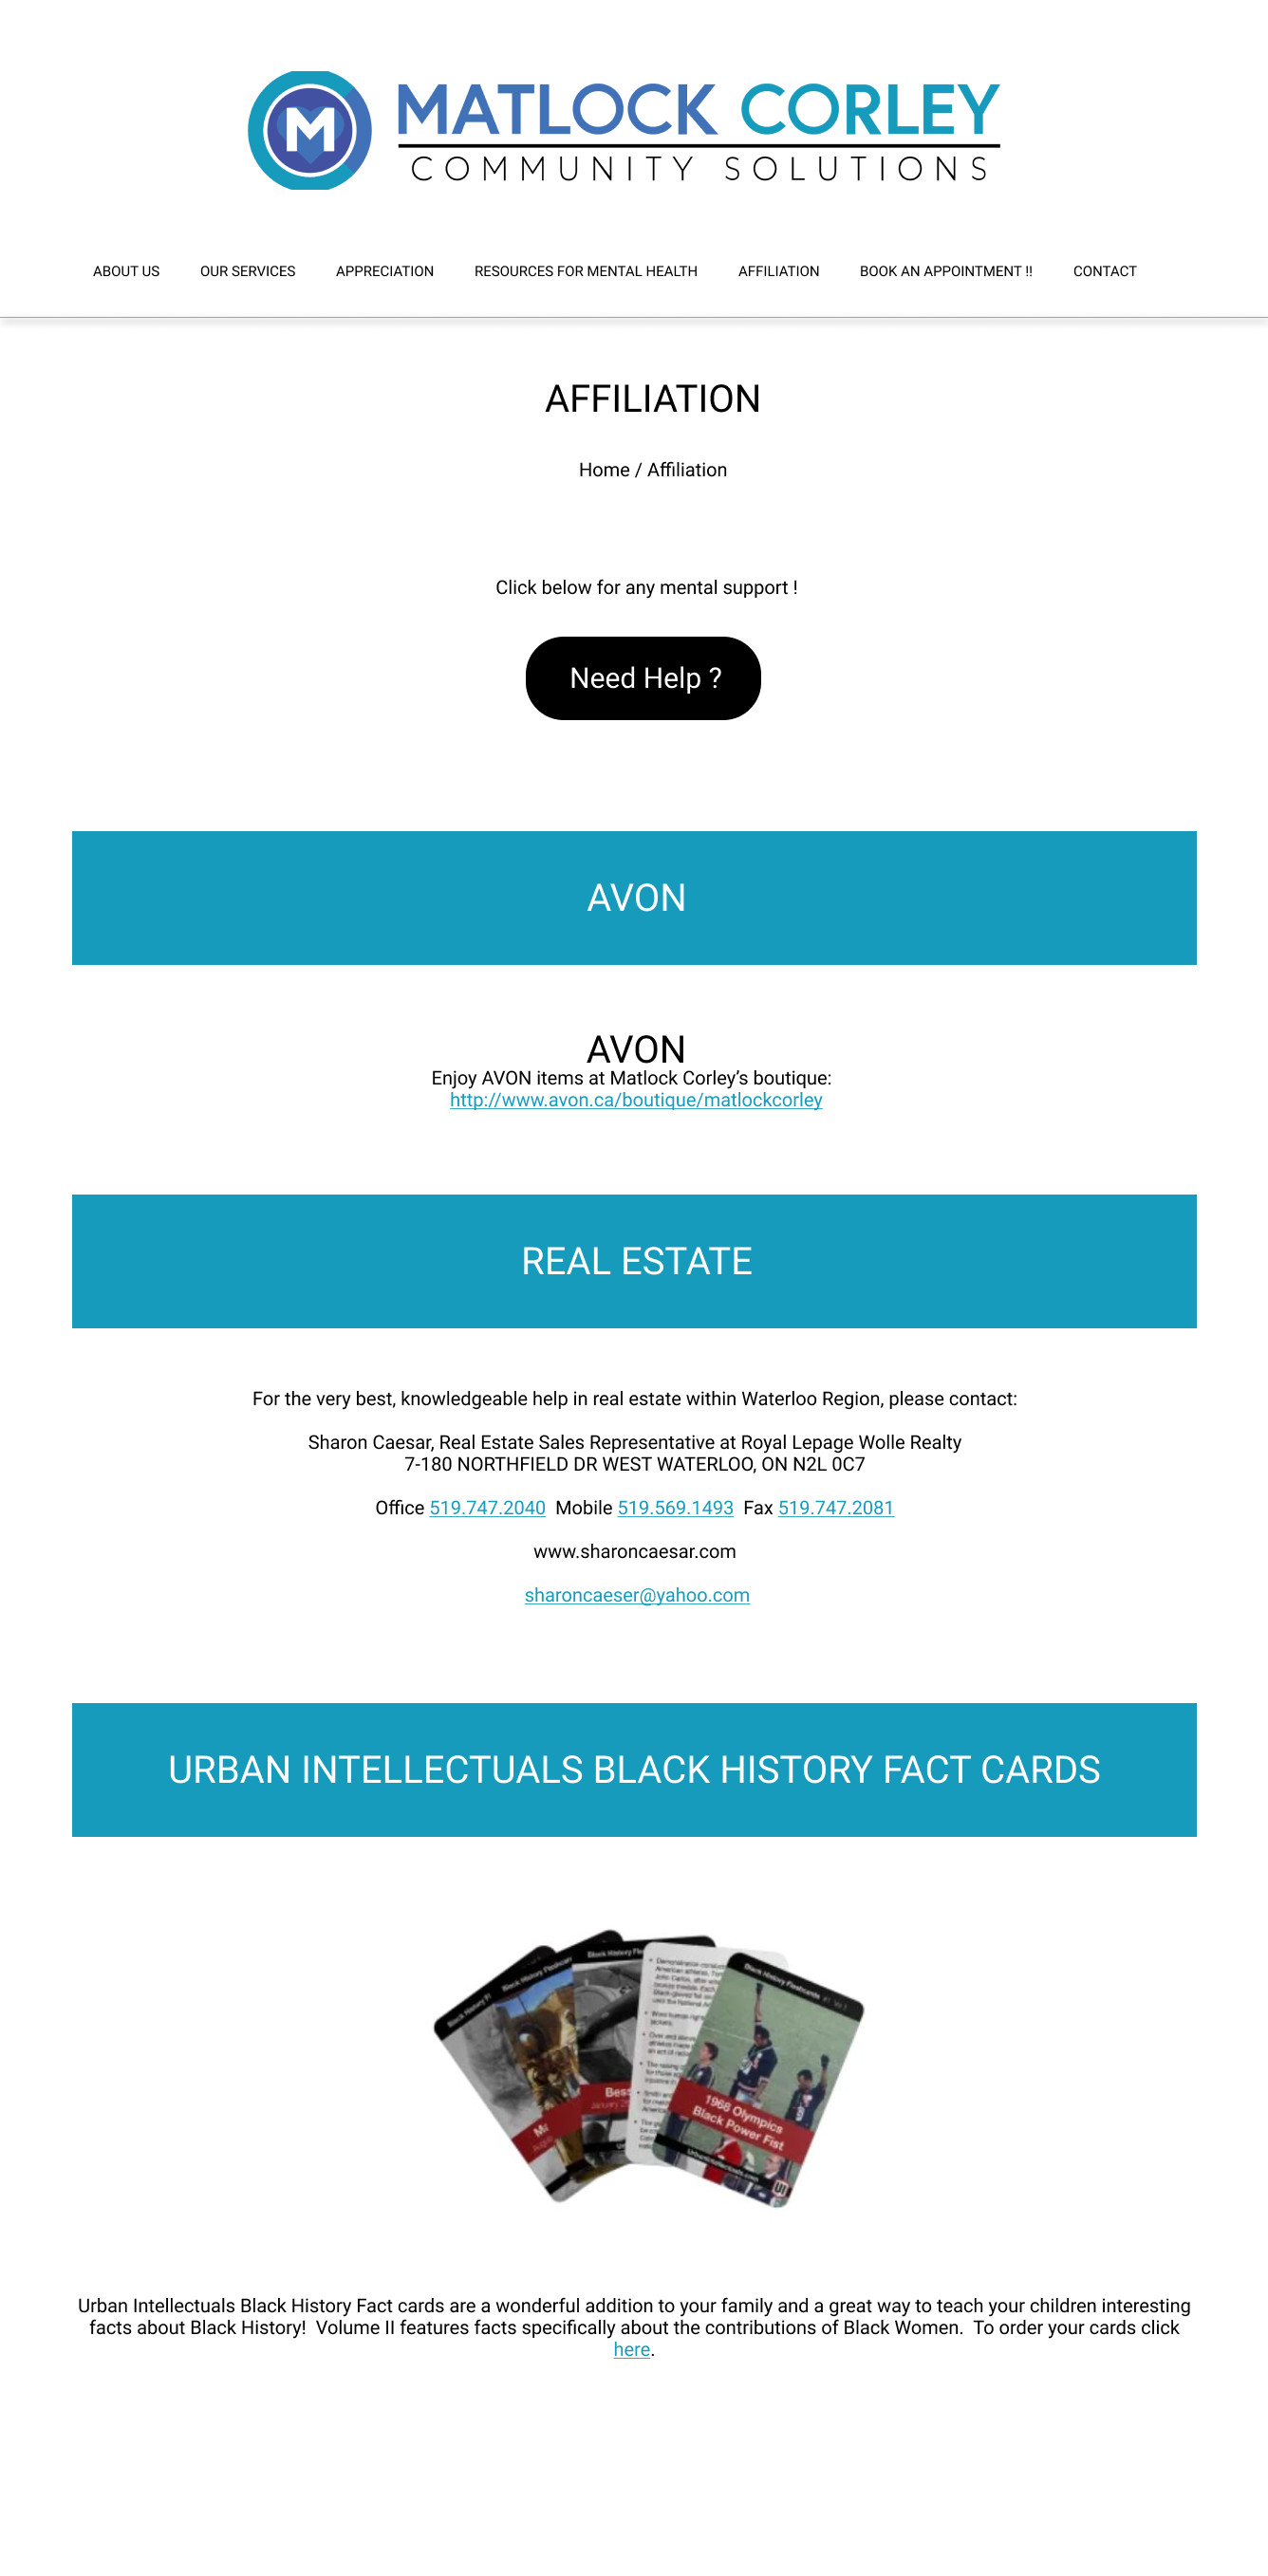 M
MATLOCK CORLEY
COMMUNITY SOLUTIONS
ABOUT US
OUR SERVICES
APPRECIATION
RESOURCES FOR MENTAL HEALTH
AFFILIATION
BOOK AN APPOINTMENT !!
CONTACT
AFFILIATION
Home / Affiliation
Click below for any mental support !
Need Help ?
AVON
AVON
Enjoy AVON items at Matlock Corley’s boutique:
http://www.avon.ca/boutique/matlockcorley
REAL ESTATE
For the very best, knowledgeable help in real estate within Waterloo Region, please contact:
Sharon Caesar, Real Estate Sales Representative at Royal Lepage Wolle Realty
7-180 NORTHFIELD DR WEST WATERLOO, ON N2L 0C7
Office 519.747.2040  Mobile 519.569.1493  Fax 519.747.2081
www.sharoncaesar.com
sharoncaeser@yahoo.com
URBAN INTELLECTUALS BLACK HISTORY FACT CARDS
Black History Flashcards
1968 Olympics
Black Power Fist
UI
Urban Intellectuals Black History Fact cards are a wonderful addition to your family and a great way to teach your children interesting
facts about Black History!  Volume II features facts specifically about the contributions of Black Women.  To order your cards click
here.